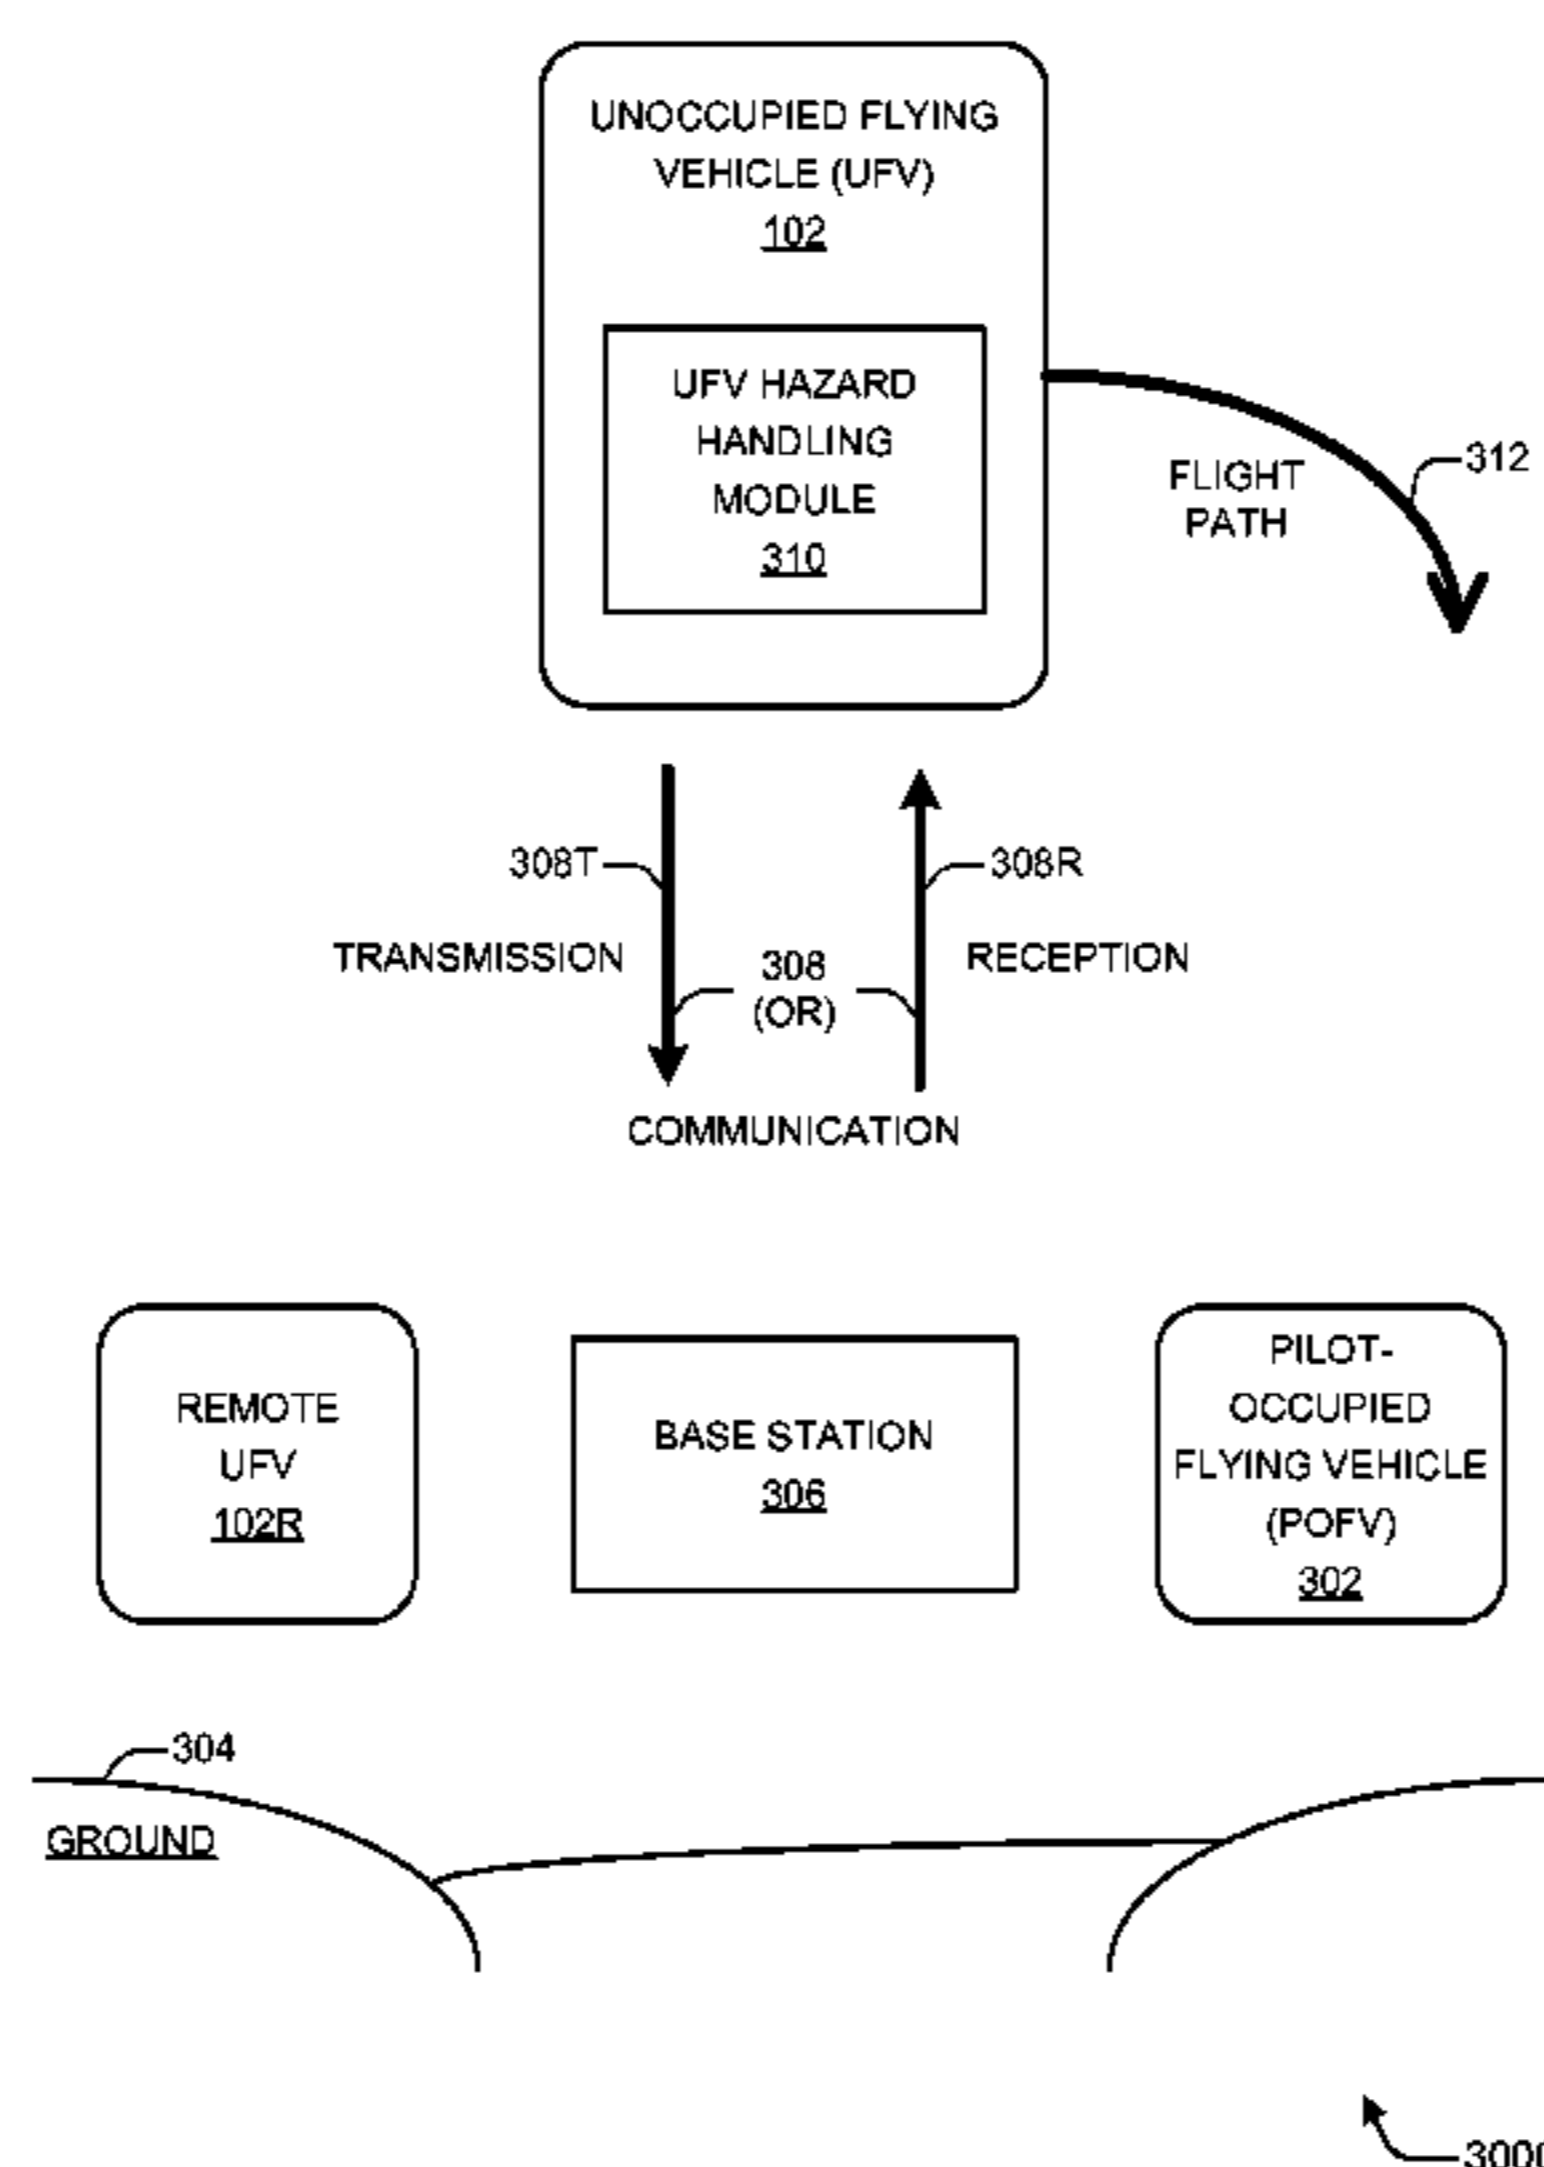 UNOCCUPIED FLYING
VEHICLE (UFV)
102
UFV HAZARD
HANDLING
MODULE
310
312
FLIGHT
PATH
308T
308R
TRANSMISSION
308
(OR)
RECEPTION
COMMUNICATION
REMOTE
UFV
102R
BASE STATION
306
PILOT-
OCCUPIED
FLYING VEHICLE
(POFV)
302
304
GROUND